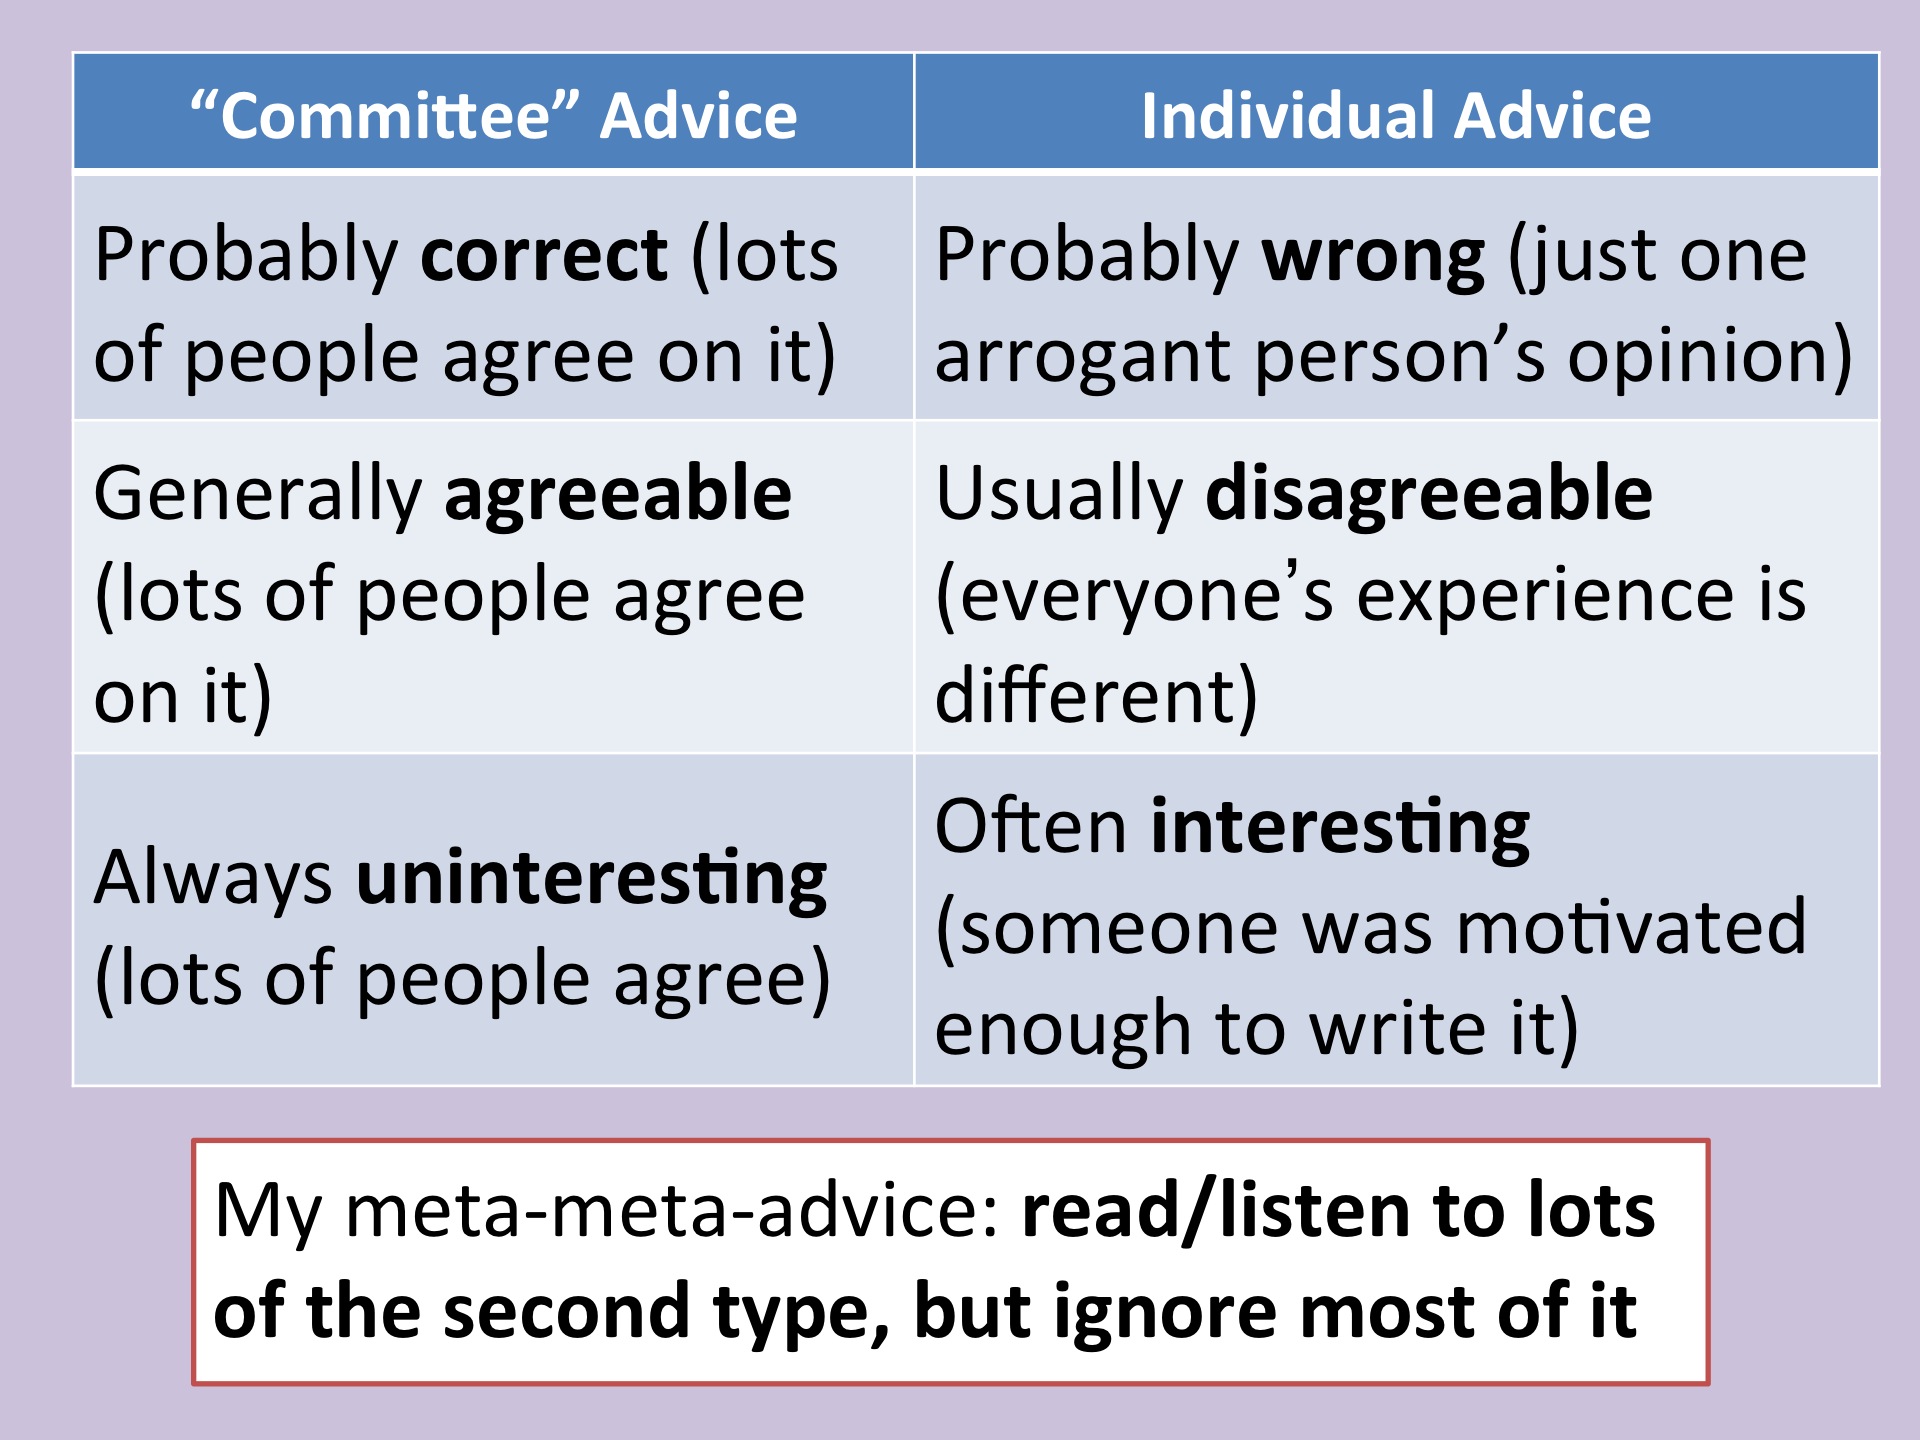 “Committee” Advice
Individual Advice
Probably correct (lots
of people agree on it)
Probably wrong (just one
arrogant person’s opinion)
Generally agreeable
(lots of people agree
on it)
Usually disagreeable
(everyone’s experience is
different)
Always uninteresting
(lots of people agree)
Often interesting
(someone was motivated
enough to write it)
My meta-meta-advice: read/listen to lots
of the second type, but ignore most of it